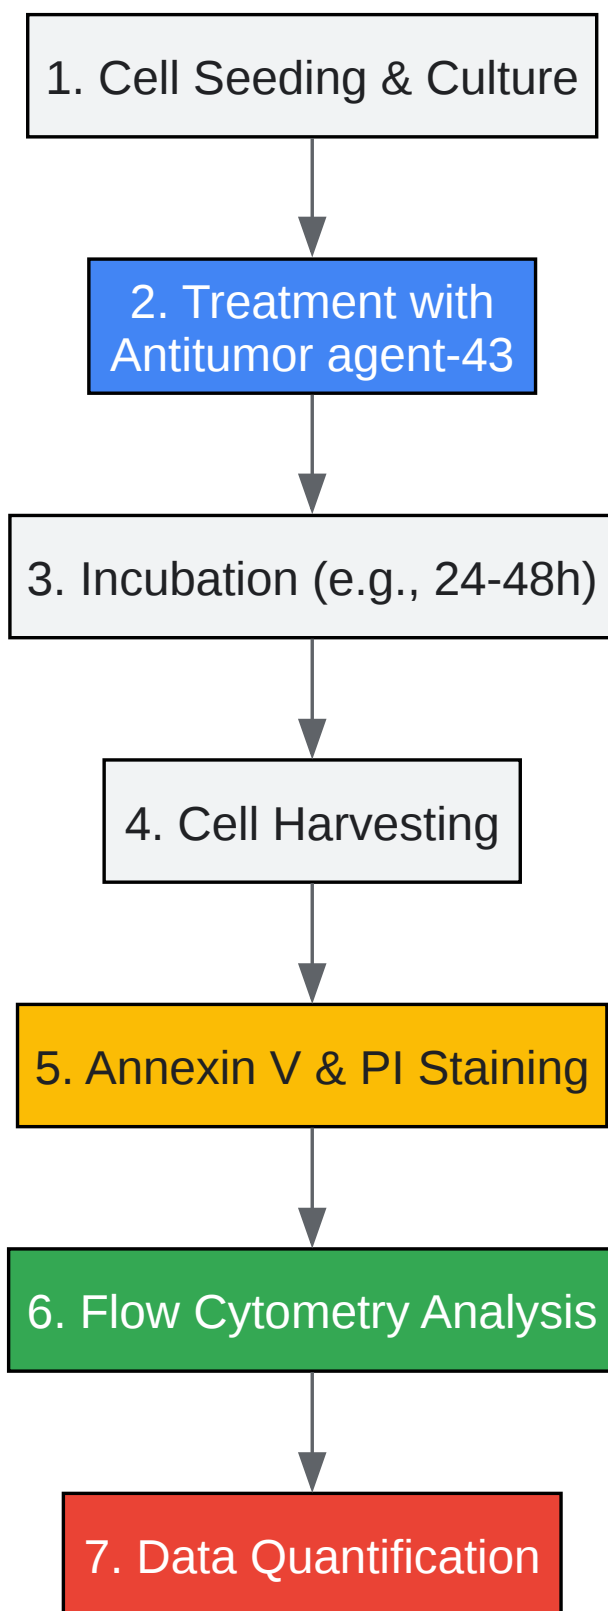 1. Cell Seeding & Culture
2. Treatment with
Antitumor agent-43
3. Incubation (e.g., 24-48h)
4. Cell Harvesting
5. Annexin V & PI Staining
6. Flow Cytometry Analysis
7. Data Quantification